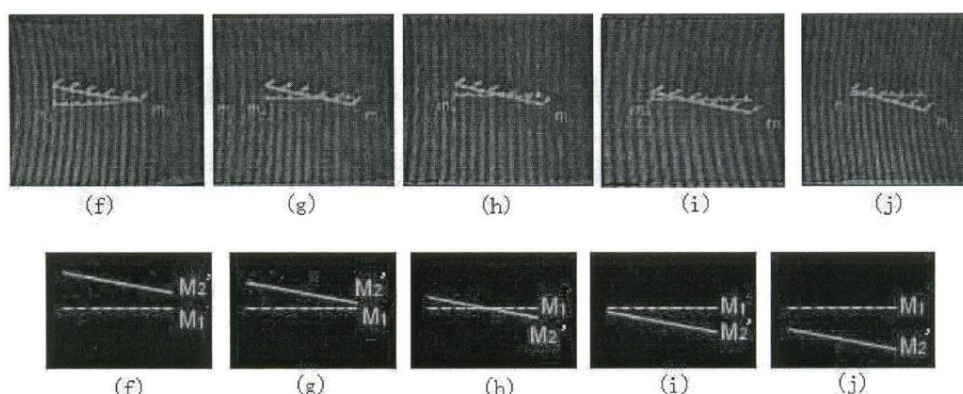 (f) (g) (h) (i) (j)
M2' M2' M1 M1 M1
M1 M1 M2' M2' M2'
(f) (g) (h) (i) (j)